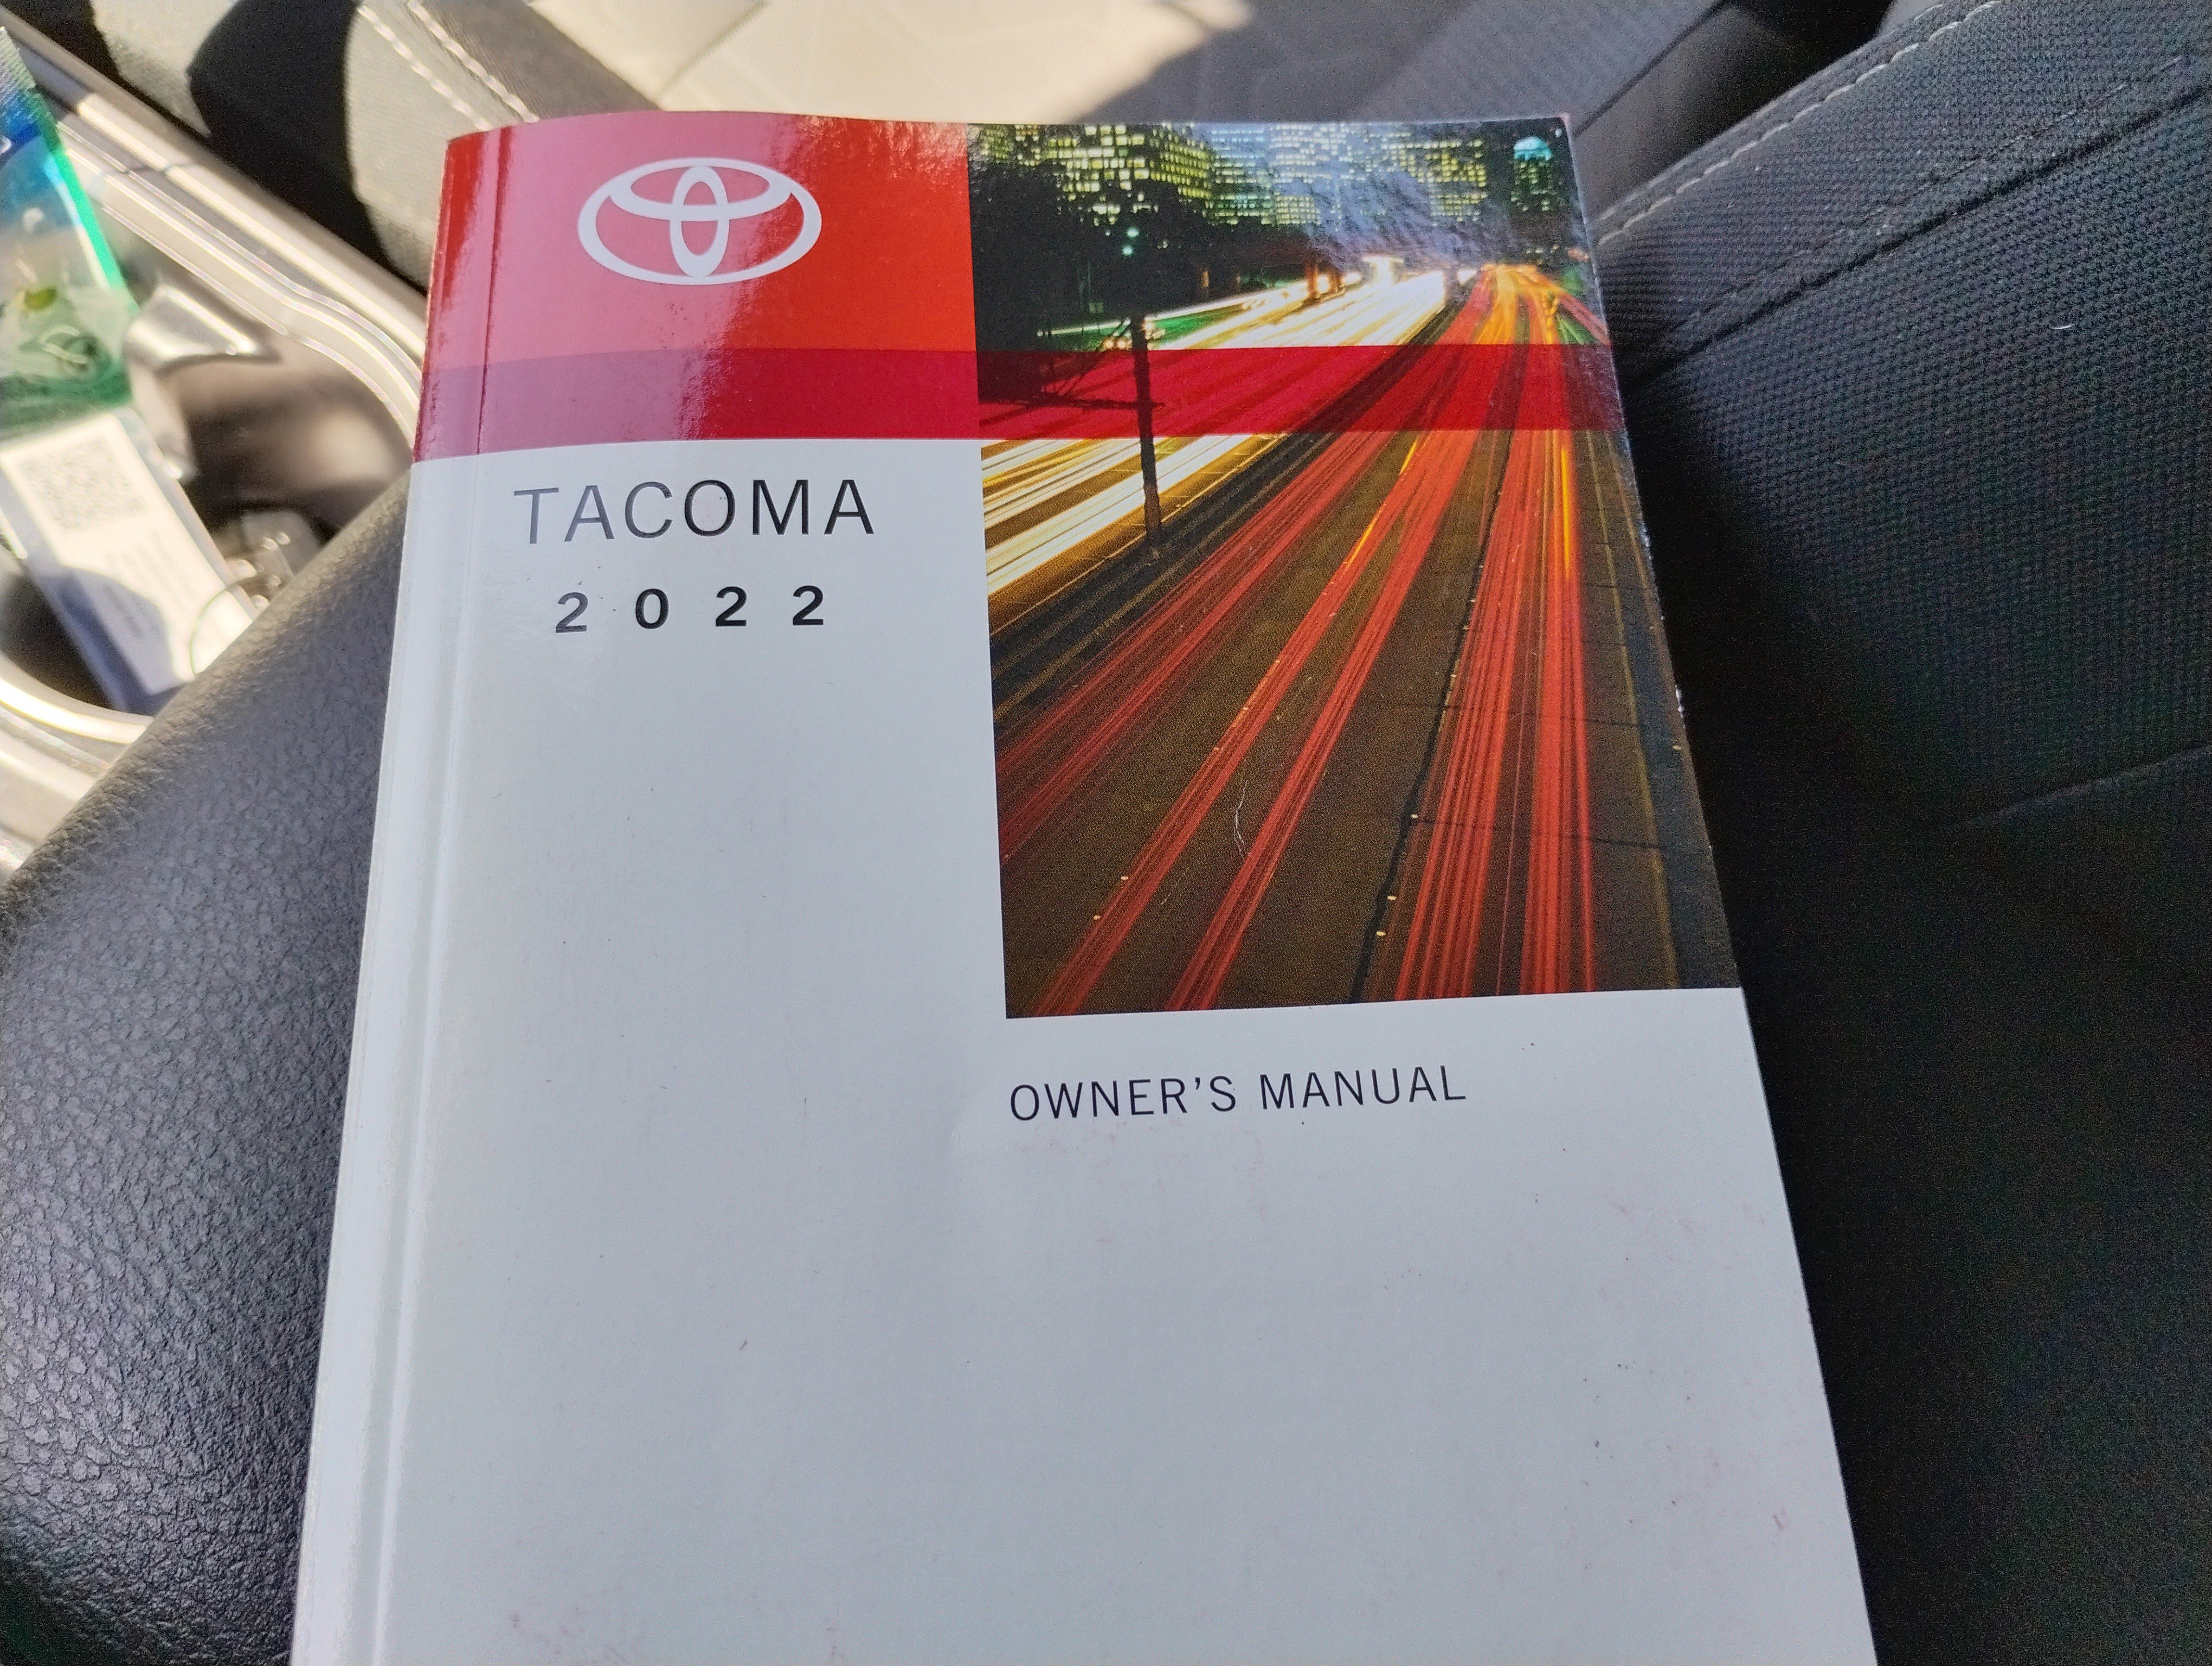 TACOMA
2022
OWNER'S MANUAL